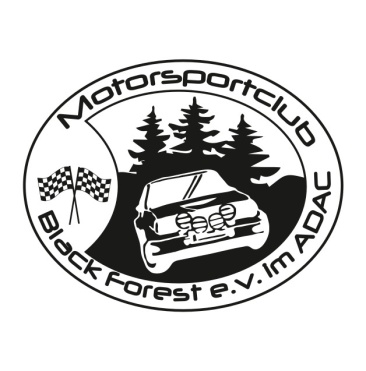 Motorsportclub
Black Forest e.v. im ADAC